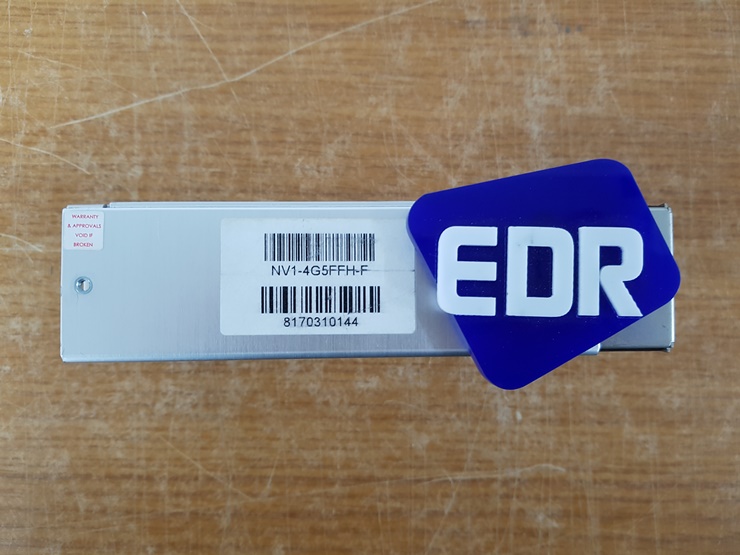 WARRANTY
& APPROVALS
VOID IF
BROKEN
NV1-4G5FFH-F
8170310144
EDR